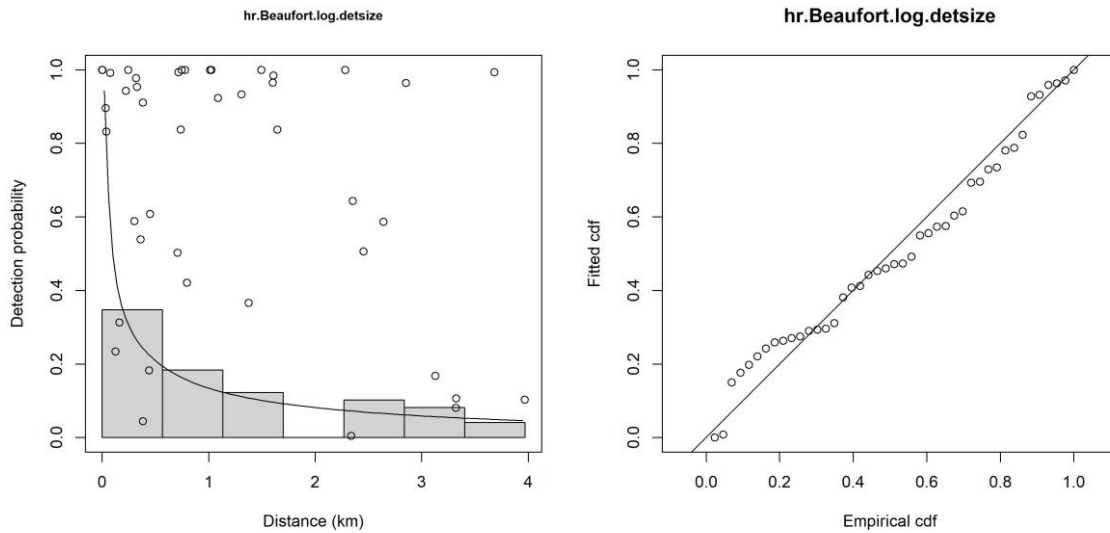 hr.Beaufort.log.detsize
Detection probability
1.0
0.8
0.6
0.4
0.2
0.0
0 1 2 3 4
Distance (km)
hr.Beaufort.log.detsize
Fitted cdf
1.0
0.8
0.6
0.4
0.2
0.0
0.0 0.2 0.4 0.6 0.8 1.0
Empirical cdf